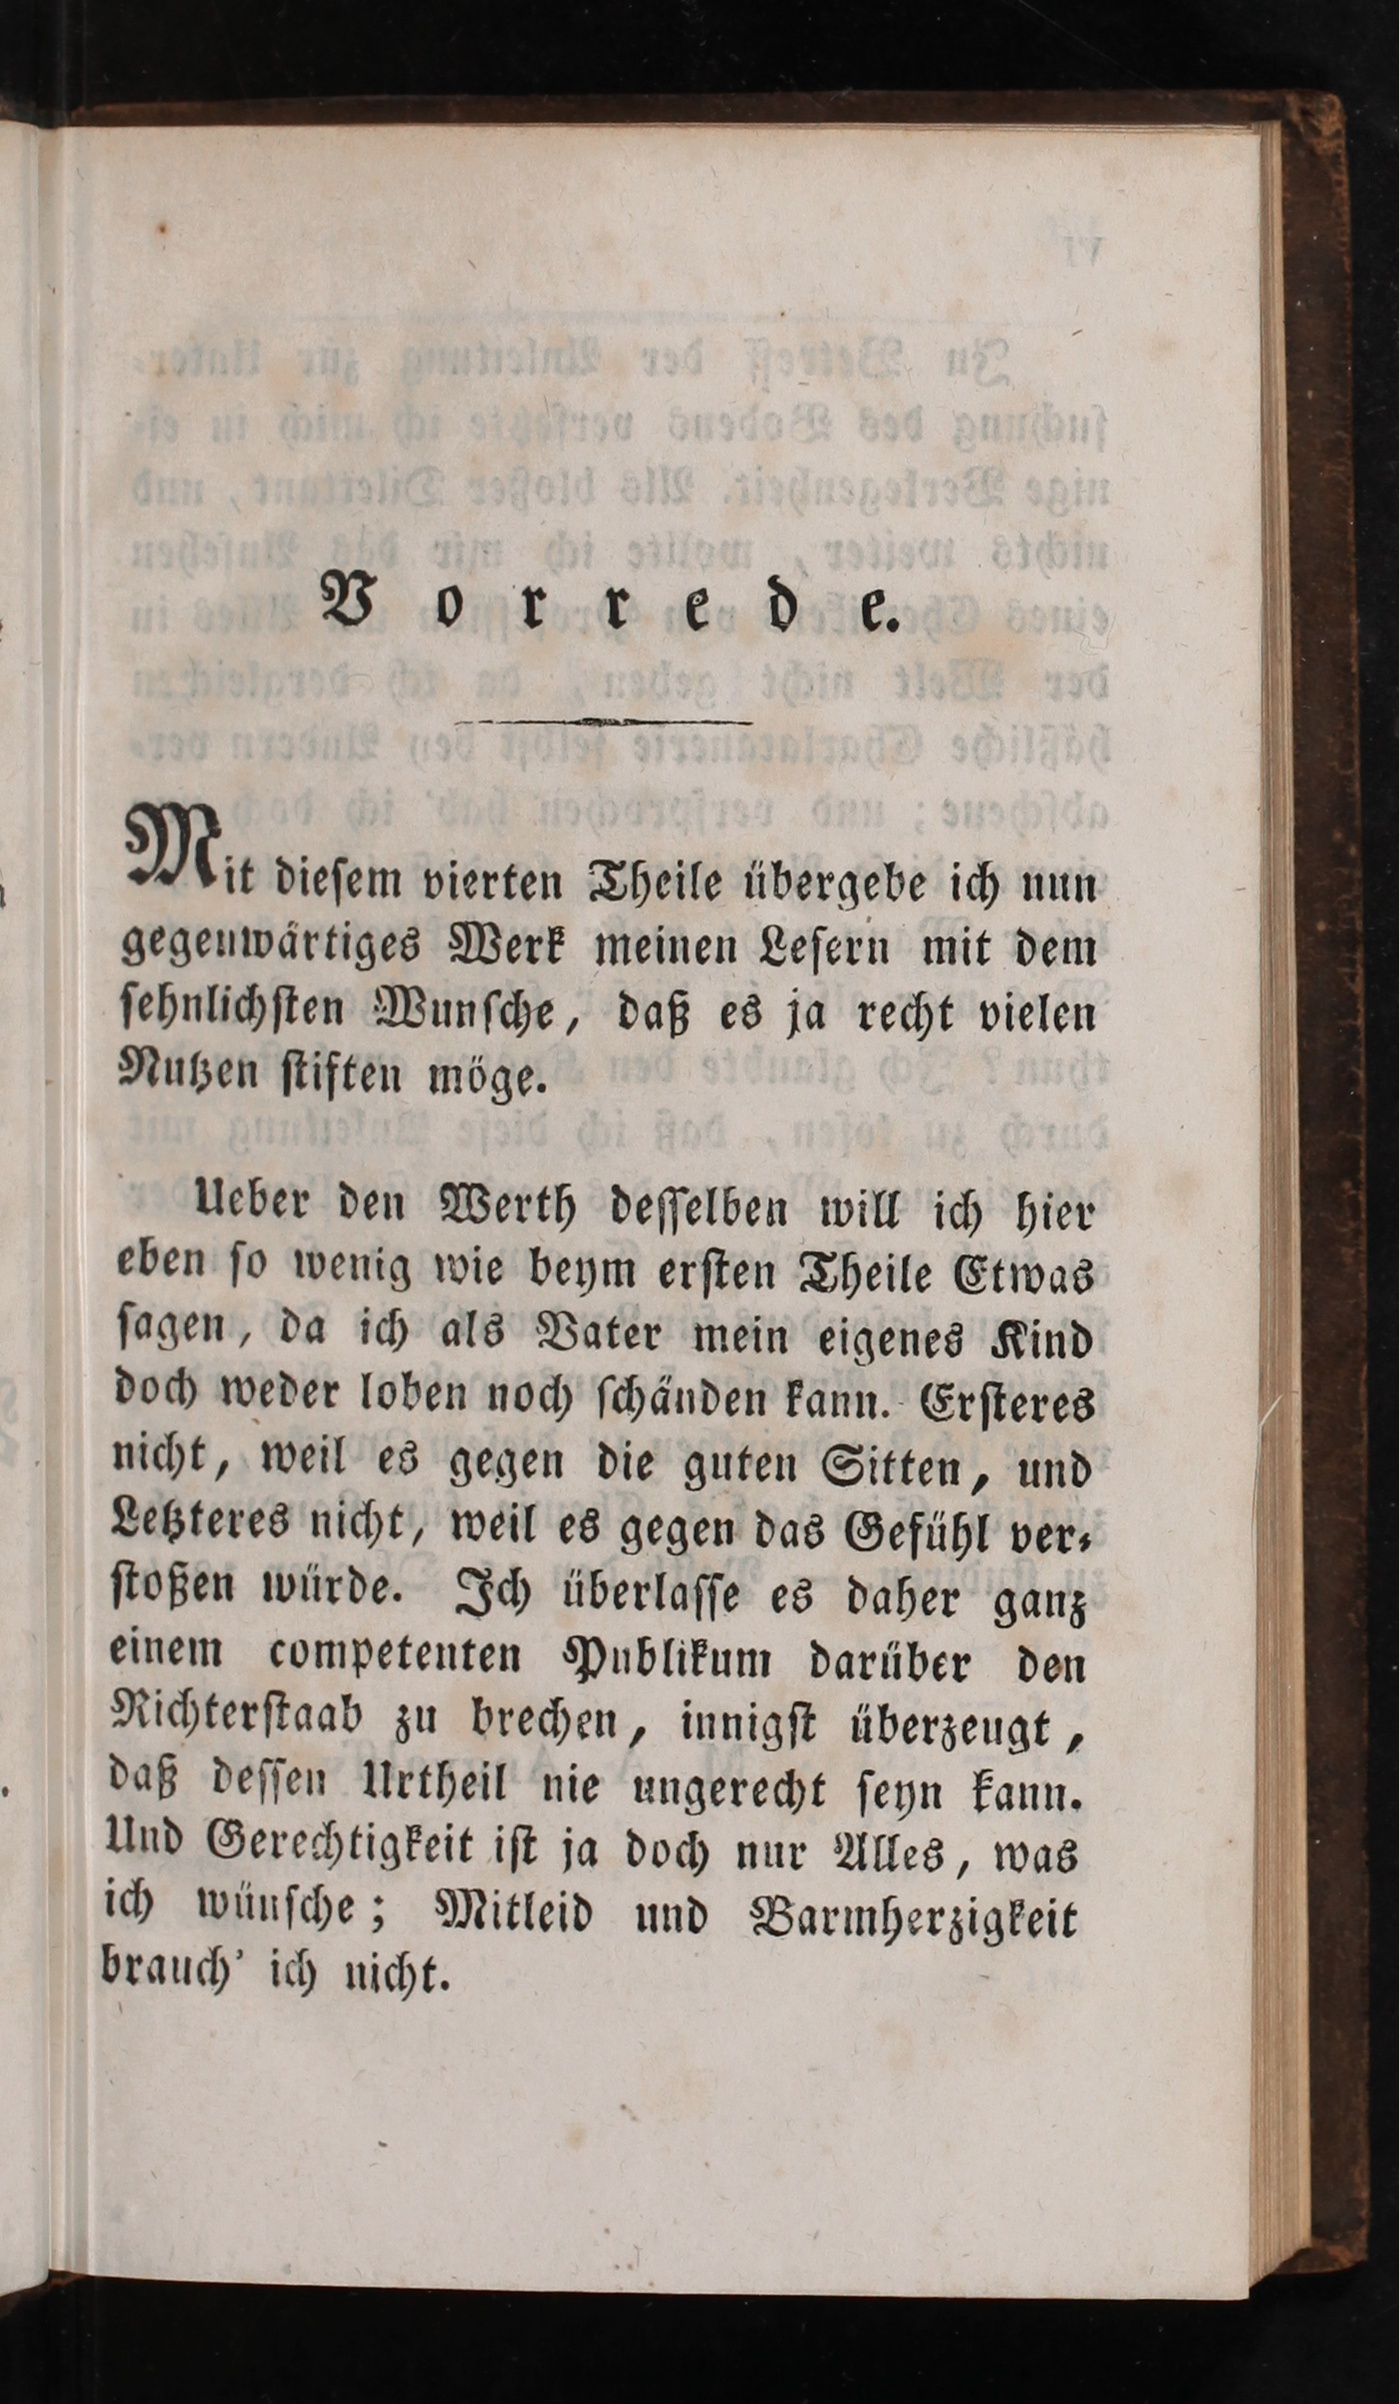 Vorrede.
Mit dieſem vierten Theile übergebe ich nun
gegenwärtiges Werk meinen Leſern mit dem
ſehnlichſten Wunſche, daß es ja recht vielen
Nutzen ſtiften möge.
Ueber den Werth deſſelben will ich hier
eben ſo wenig wie beym erſten Theile Etwas
ſagen, da ich als Vater mein eigenes Kind
doch weder loben noch ſchänden kann. Erſteres
nicht, weil es gegen die guten Sitten, und
Letzteres nicht, weil es gegen das Gefühl ver-
ſtoßen würde. Ich überlaſſe es daher ganz
einem competenten Publikum darüber den
Richterſtaab zu brechen, innigſt überzeugt,
daß deſſen Urtheil nie ungerecht ſeyn kann.
Und Gerechtigkeit iſt ja doch nur Alles, was
ich wünſche; Mitleid und Barmherzigkeit
brauch' ich nicht.